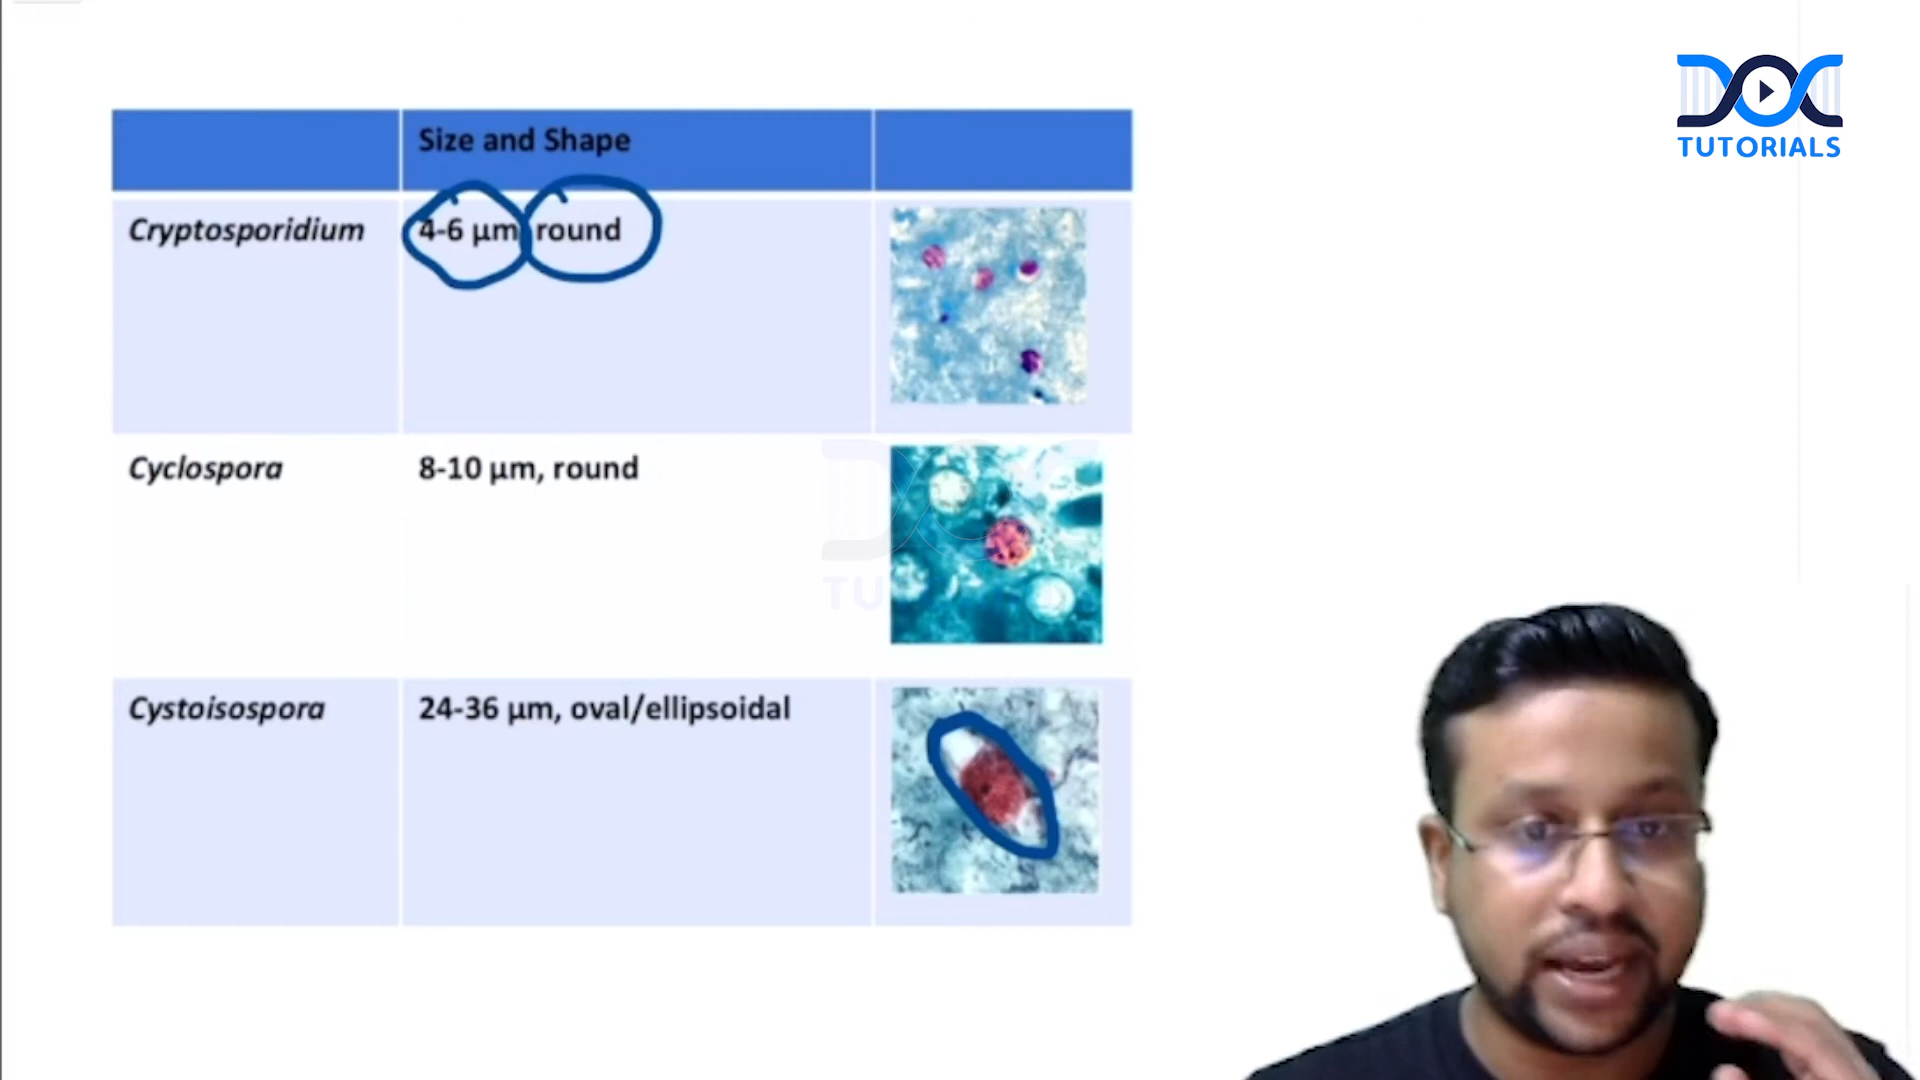 TUTORIALS
Size and Shape
Cryptosporidium
4-6 µm, round
Cyclospora
8-10 µm, round
TU
Cystoisospora
24-36 µm, oval/ellipsoidal